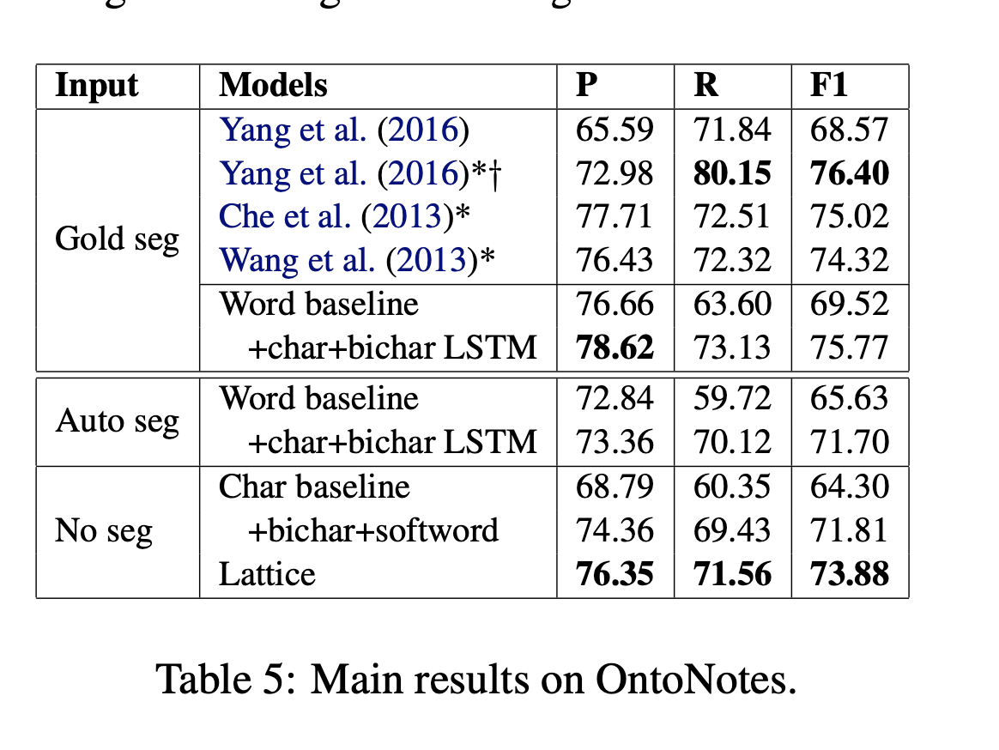 Input Models P R F1
Gold seg
Yang et al. (2016) 65.59 71.84 68.57
Yang et al. (2016)*† 72.98 80.15 76.40
Che et al. (2013)* 77.71 72.51 75.02
Wang et al. (2013)* 76.43 72.32 74.32
Word baseline 76.66 63.60 69.52
+char+bichar LSTM 78.62 73.13 75.77
Auto seg
Word baseline 72.84 59.72 65.63
+char+bichar LSTM 73.36 70.12 71.70
No seg
Char baseline 68.79 60.35 64.30
+bichar+softword 74.36 69.43 71.81
Lattice 76.35 71.56 73.88
Table 5: Main results on OntoNotes.